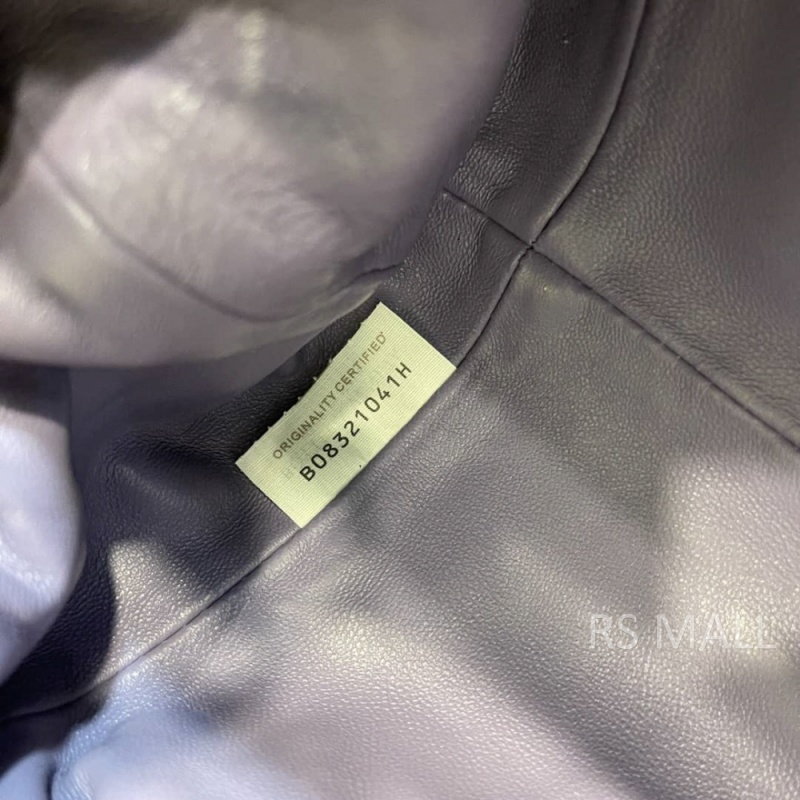 ORIGINALITY CERTIFIED
B08321041H
RS MALL